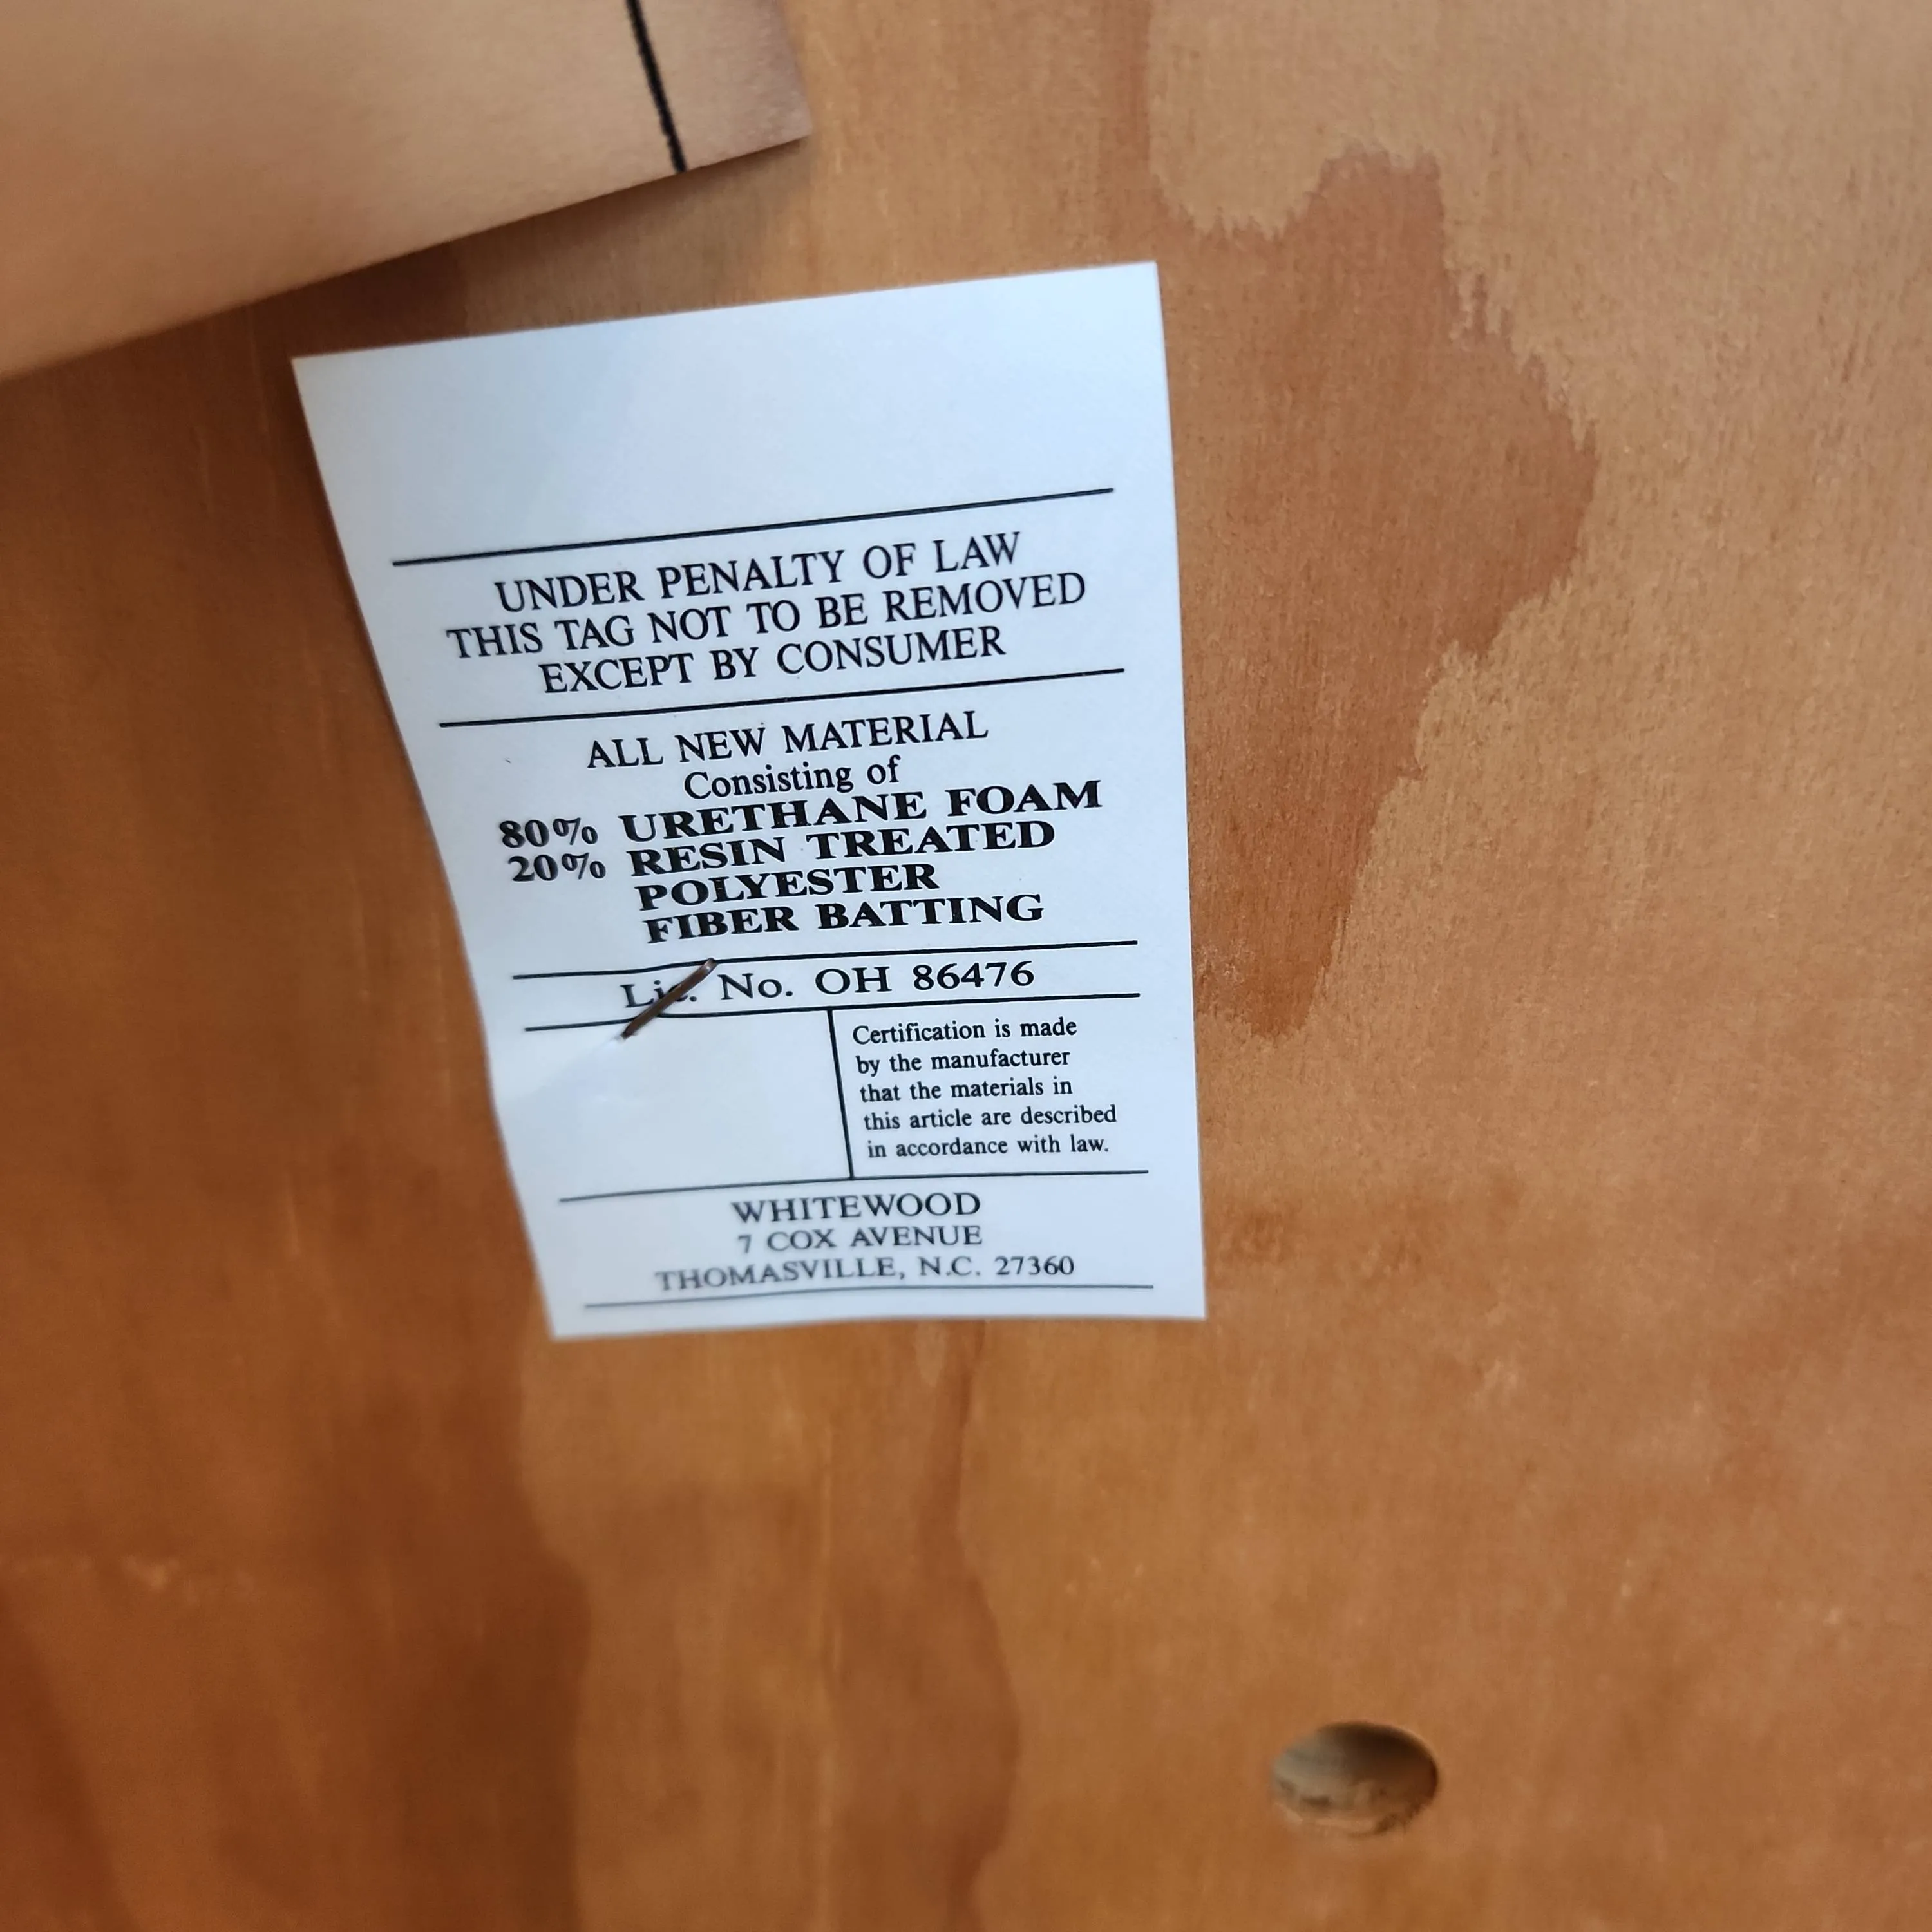 UNDER PENALTY OF LAW
THIS TAG NOT TO BE REMOVED
EXCEPT BY CONSUMER
ALL NEW MATERIAL
Consisting of
80% URETHANE FOAM
20% RESIN TREATED
POLYESTER
FIBER BATTING
Lic. No. OH 86476
Certification is made
by the manufacturer
that the materials in
this article are described
in accordance with law.
WHITEWOOD
7 COX AVENUE
THOMASVILLE, N.C. 27360